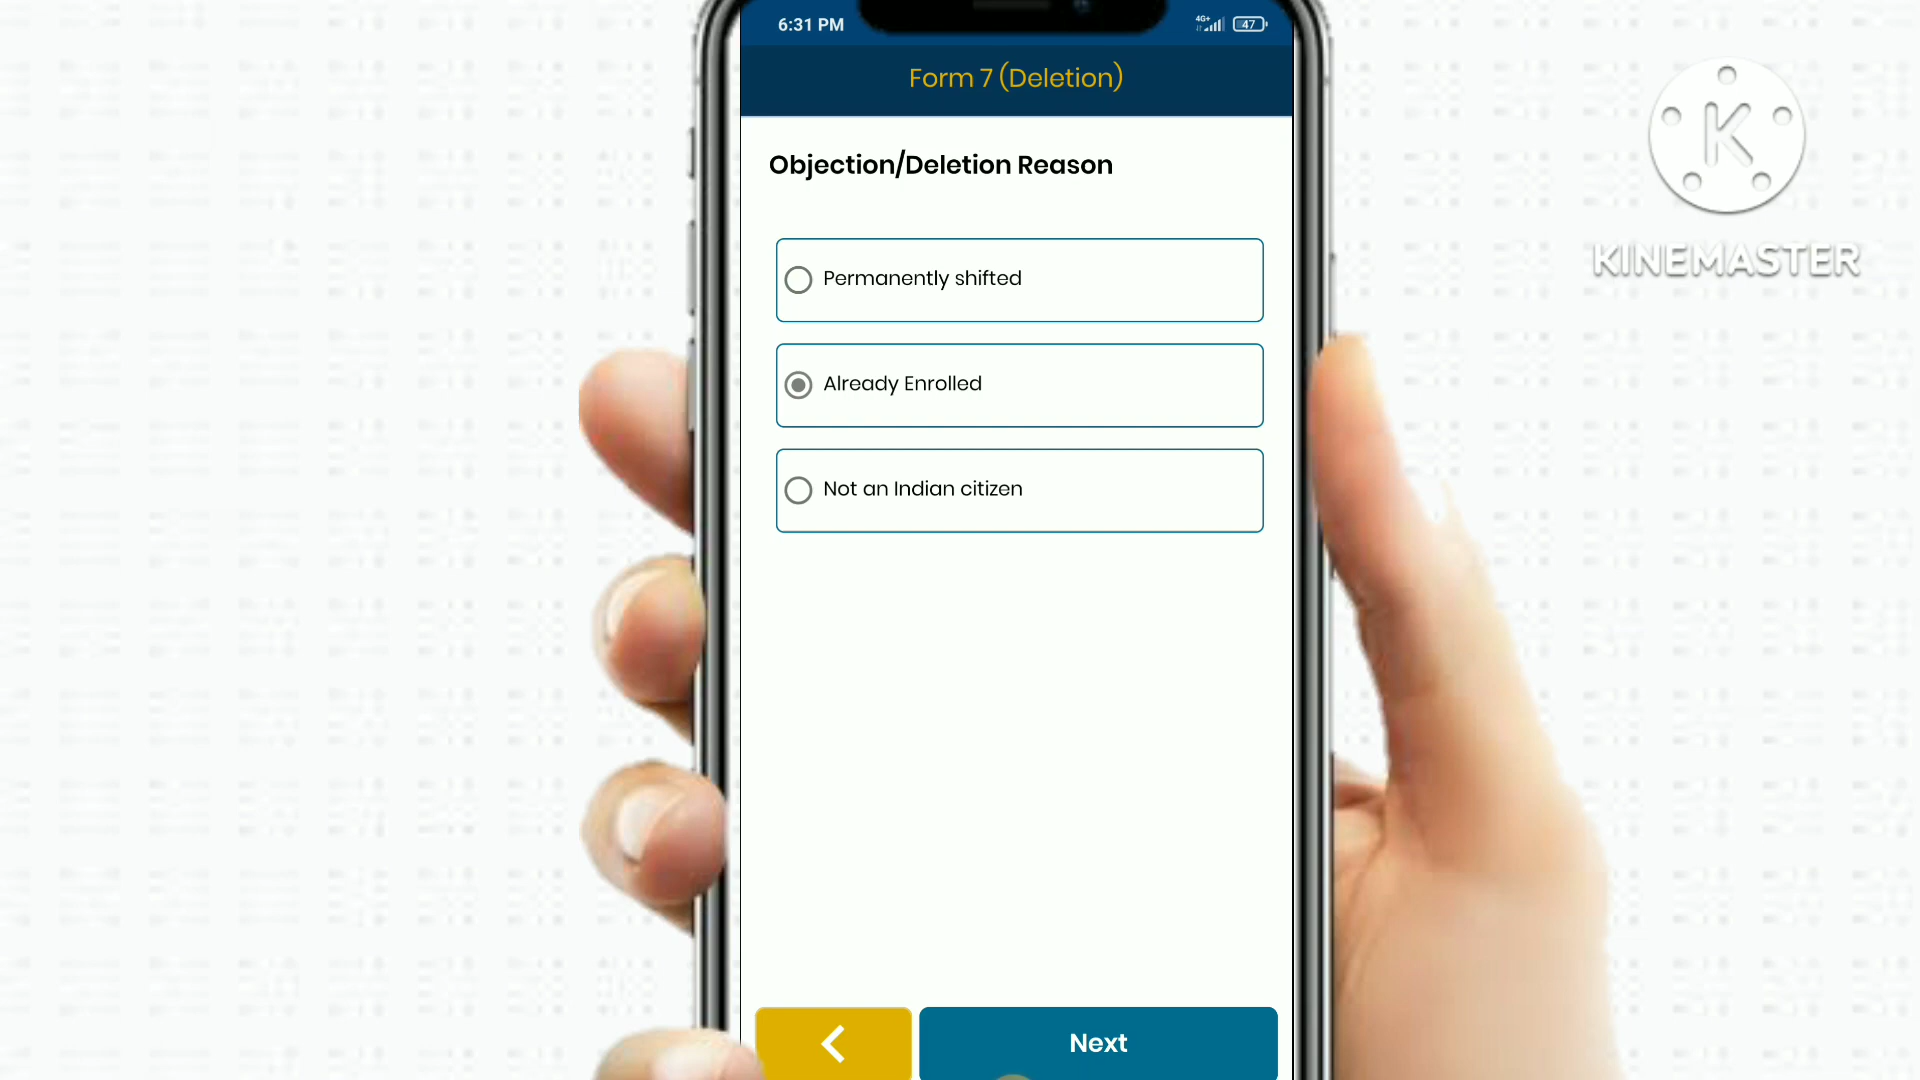 6:31 PM
4G+
47
Form 7 (Deletion)
Objection/Deletion Reason
Permanently shifted
Already Enrolled
Not an Indian citizen
Next
K
KINEMASTER